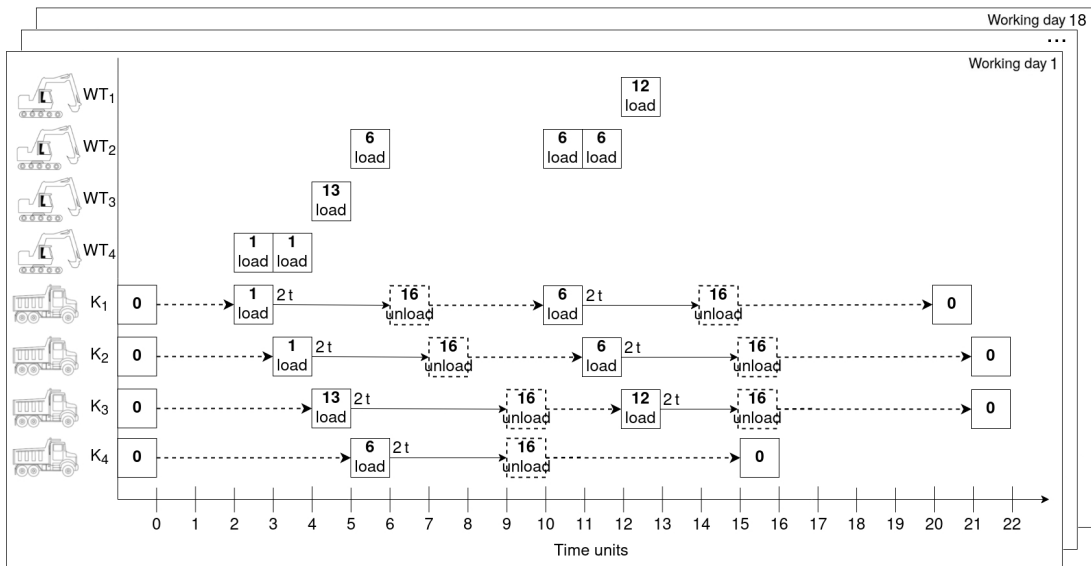 Working day 18
...
Working day 1
WT1 12
load
WT2 6 6 6
load load load
WT3 13
load
WT4 1 1
load load
K1 0 1 2 t 16 6 2 t 16 0
load unload load unload
K2 0 1 2 t 16 6 2 t 16 0
load unload load unload
K3 0 13 2 t 16 12 2 t 16 0
load unload load unload
K4 0 6 2 t 16 0
load unload
0 1 2 3 4 5 6 7 8 9 10 11 12 13 14 15 16 17 18 19 20 21 22
Time units